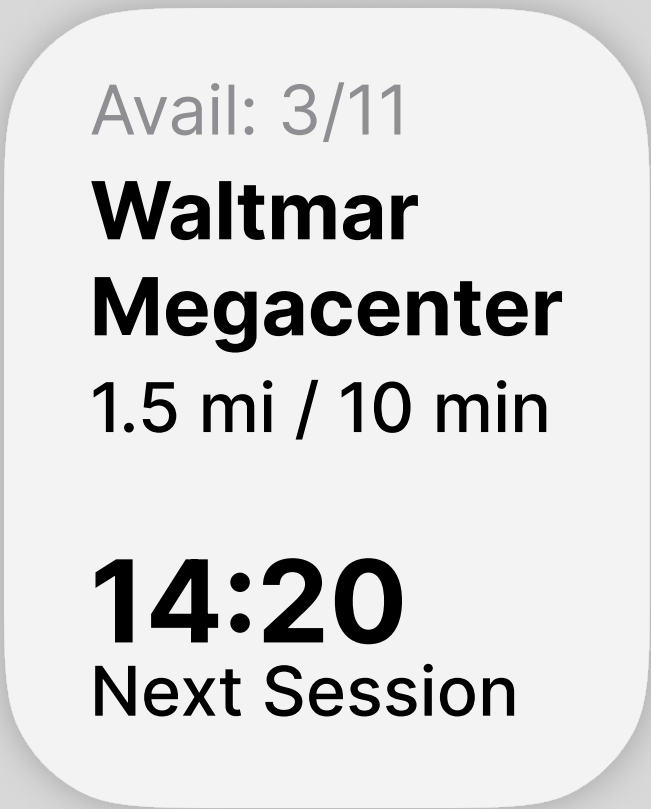 Avail: 3/11
Waltmar
Megacenter
1.5 mi / 10 min
14:20
Next Session